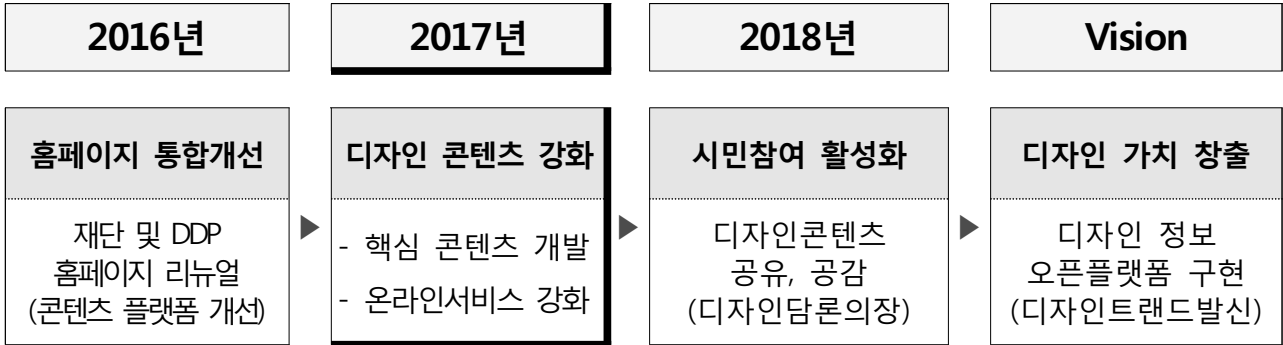 2016년
2017년
2018년
Vision
홈페이지 통합개선
재단 및 DDP
홈페이지 리뉴얼
(콘텐츠 플랫폼 개선)
디자인 콘텐츠 강화
- 핵심 콘텐츠 개발
- 온라인서비스 강화
시민참여 활성화
디자인콘텐츠
공유, 공감
(디자인담론의장)
디자인 가치 창출
디자인 정보
오픈플랫폼 구현
(디자인트랜드발신)